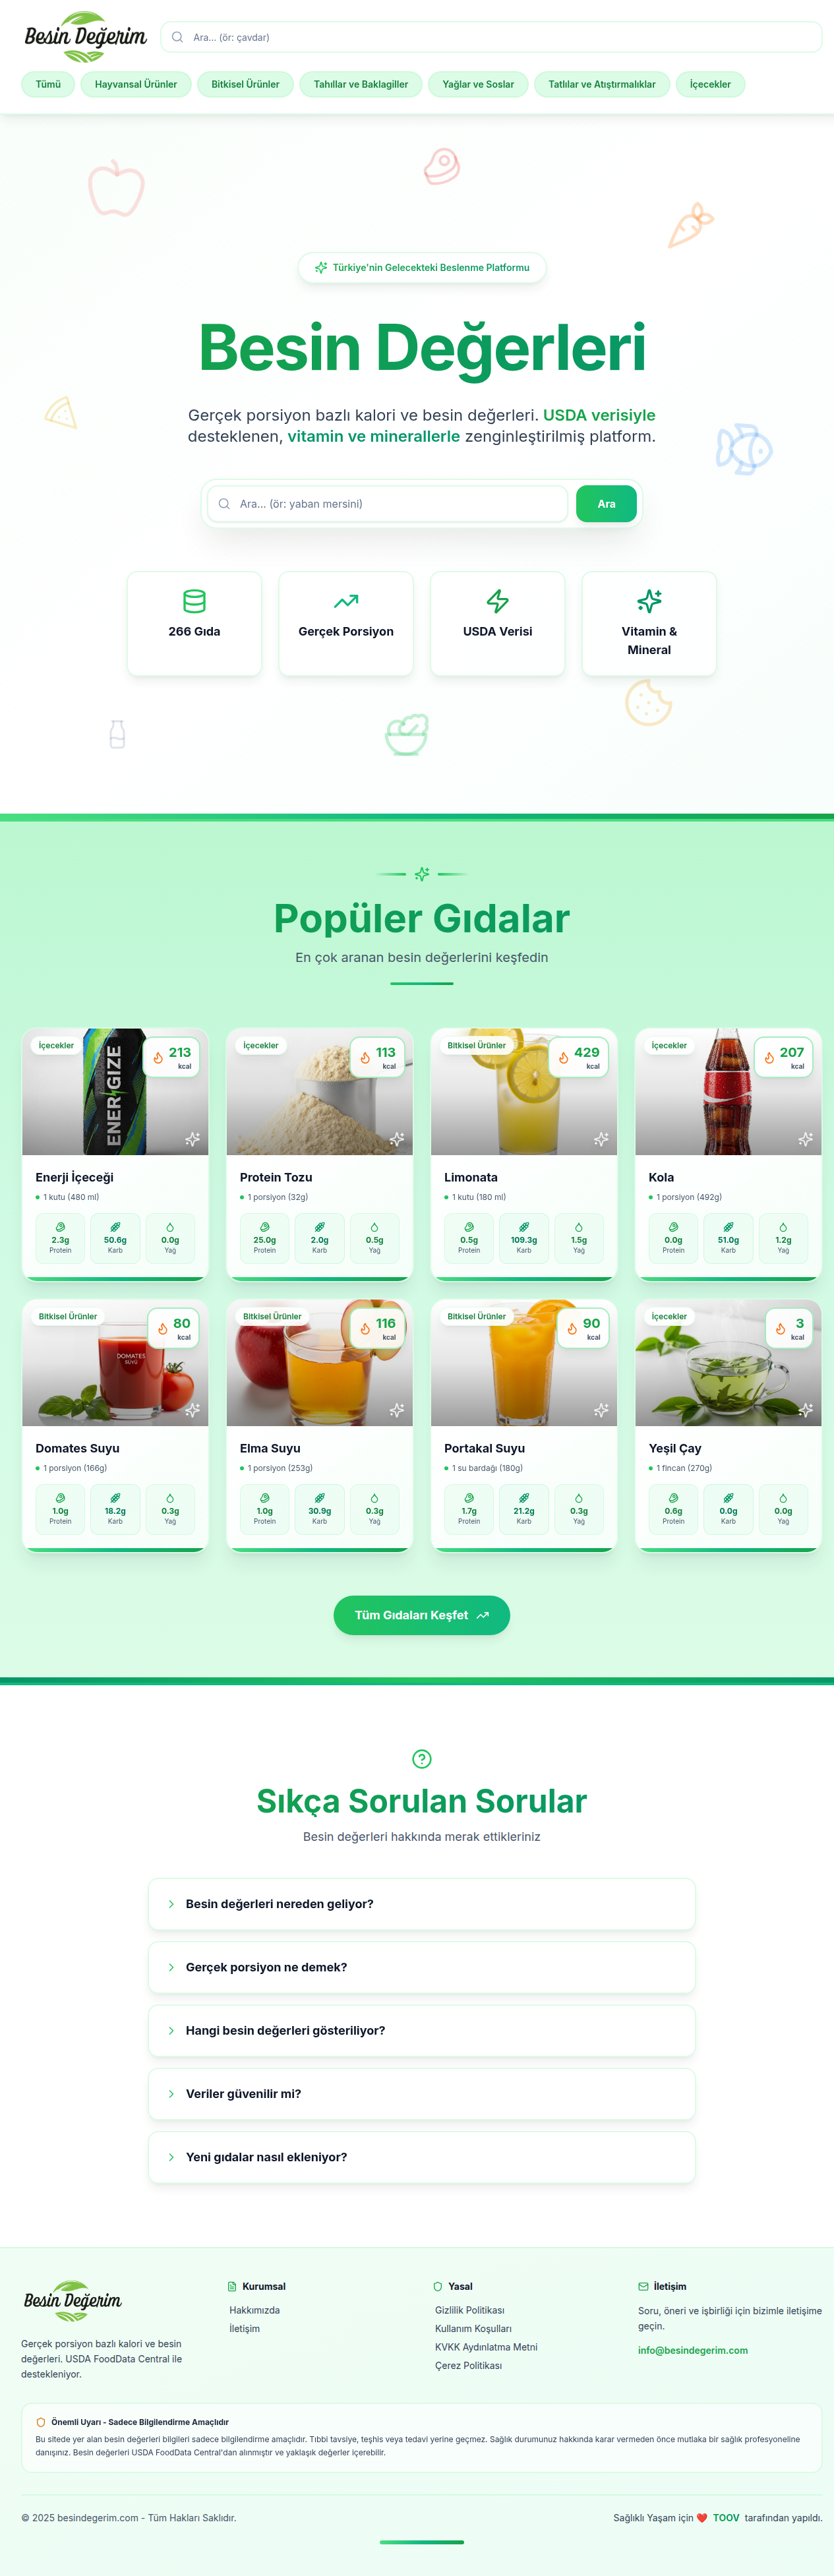 Besin Değerim
Ara... (ör: çavdar)
Tümü
Hayvansal Ürünler
Bitkisel Ürünler
Tahıllar ve Baklagiller
Yağlar ve Soslar
Tatlılar ve Atıştırmalıklar
İçecekler
Türkiye'nin Gelecekteki Beslenme Platformu
Besin Değerleri
Gerçek porsiyon bazlı kalori ve besin değerleri. USDA verisiyle
desteklenen, vitamin ve minerallerle zenginleştirilmiş platform.
Ara... (ör: yaban mersini)
Ara
266 Gıda
Gerçek Porsiyon
USDA Verisi
Vitamin &
Mineral
Popüler Gıdalar
En çok aranan besin değerlerini keşfedin
İçecekler
213
kcal
ENERGIZE
Enerji İçeceği
1 kutu (480 ml)
2.3g
Protein
50.6g
Karb
0.0g
Yağ
İçecekler
113
kcal
Protein Tozu
1 porsiyon (32g)
25.0g
Protein
2.0g
Karb
0.5g
Yağ
Bitkisel Ürünler
429
kcal
Limonata
1 kutu (180 ml)
0.5g
Protein
109.3g
Karb
1.5g
Yağ
İçecekler
207
kcal
Kola
1 porsiyon (492g)
0.0g
Protein
51.0g
Karb
1.2g
Yağ
Bitkisel Ürünler
80
kcal
DOMATES
SUYU
Domates Suyu
1 porsiyon (166g)
1.0g
Protein
18.2g
Karb
0.3g
Yağ
Bitkisel Ürünler
116
kcal
Elma Suyu
1 porsiyon (253g)
1.0g
Protein
30.9g
Karb
0.3g
Yağ
Bitkisel Ürünler
90
kcal
Portakal Suyu
1 su bardağı (180g)
1.7g
Protein
21.2g
Karb
0.3g
Yağ
İçecekler
3
kcal
Yeşil Çay
1 fincan (270g)
0.6g
Protein
0.0g
Karb
0.0g
Yağ
Tüm Gıdaları Keşfet
Sıkça Sorulan Sorular
Besin değerleri hakkında merak ettikleriniz
Besin değerleri nereden geliyor?
Gerçek porsiyon ne demek?
Hangi besin değerleri gösteriliyor?
Veriler güvenilir mi?
Yeni gıdalar nasıl ekleniyor?
Besin Değerim
Gerçek porsiyon bazlı kalori ve besin
değerleri. USDA FoodData Central ile
destekleniyor.
Kurumsal
Hakkımızda
İletişim
Yasal
Gizlilik Politikası
Kullanım Koşulları
KVKK Aydınlatma Metni
Çerez Politikası
İletişim
Soru, öneri ve işbirliği için bizimle iletişime
geçin.
info@besindegerim.com
Önemli Uyarı - Sadece Bilgilendirme Amaçlıdır
Bu sitede yer alan besin değerleri bilgileri sadece bilgilendirme amaçlıdır. Tıbbi tavsiye, teşhis veya tedavi yerine geçmez. Sağlık durumunuz hakkında karar vermeden önce mutlaka bir sağlık profesyoneline
danışınız. Besin değerleri USDA FoodData Central'dan alınmıştır ve yaklaşık değerler içerebilir.
© 2025 besindegerim.com - Tüm Hakları Saklıdır.
Sağlıklı Yaşam için ❤️ TOOV tarafından yapıldı.